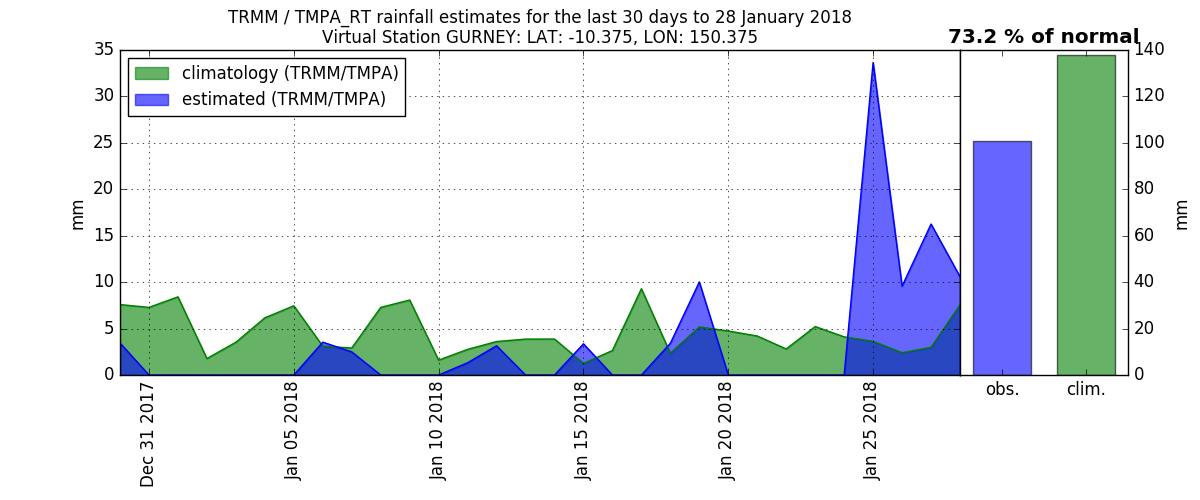 TRMM / TMPA_RT rainfall estimates for the last 30 days to 28 January 2018
Virtual Station GURNEY: LAT: -10.375, LON: 150.375
73.2 % of normal
climatology (TRMM/TMPA)
estimated (TRMM/TMPA)
35
30
25
20
15
10
5
0
mm
Dec 31 2017
Jan 05 2018
Jan 10 2018
Jan 15 2018
Jan 20 2018
Jan 25 2018
obs.
clim.
140
120
100
80
60
40
20
0
mm